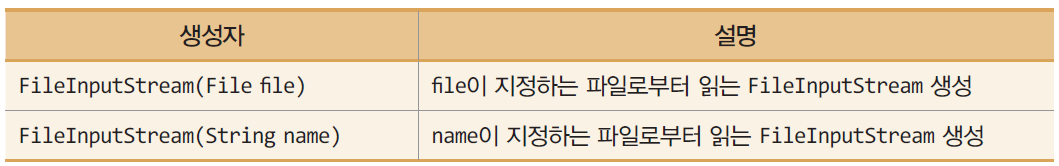 생성자 설명
FileInputStream(File file) file이 지정하는 파일로부터 읽는 FileInputStream 생성
FileInputStream(String name) name이 지정하는 파일로부터 읽는 FileInputStream 생성